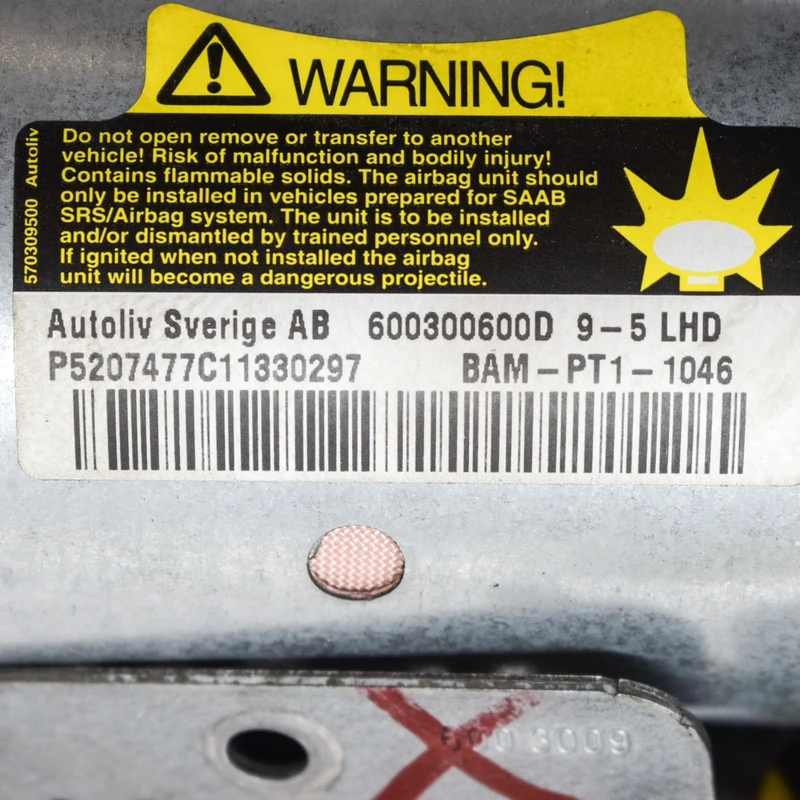 WARNING!
570309500 Autoliv
Do not open remove or transfer to another
vehicle! Risk of malfunction and bodily injury!
Contains flammable solids. The airbag unit should
only be installed in vehicles prepared for SAAB
SRS/Airbag system. The unit is to be installed
and/or dismantled by trained personnel only.
If ignited when not installed the airbag
unit will become a dangerous projectile.
Autoliv Sverige AB 600300600D 9-5 LHD
P5207477C11330297 BAM-PT1-1046
600 3009